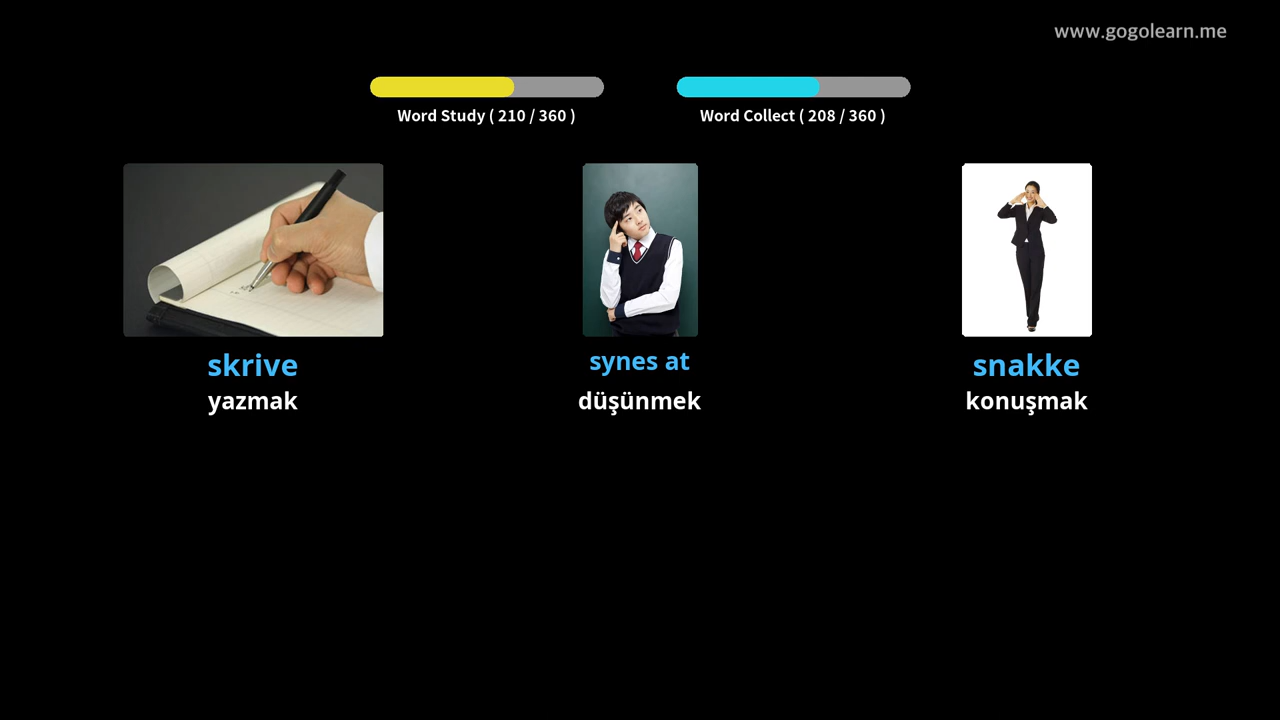 www.gogolearn.me
Word Study ( 210 / 360 )
Word Collect ( 208 / 360 )
skrive
yazmak
synes at
düşünmek
snakke
konuşmak